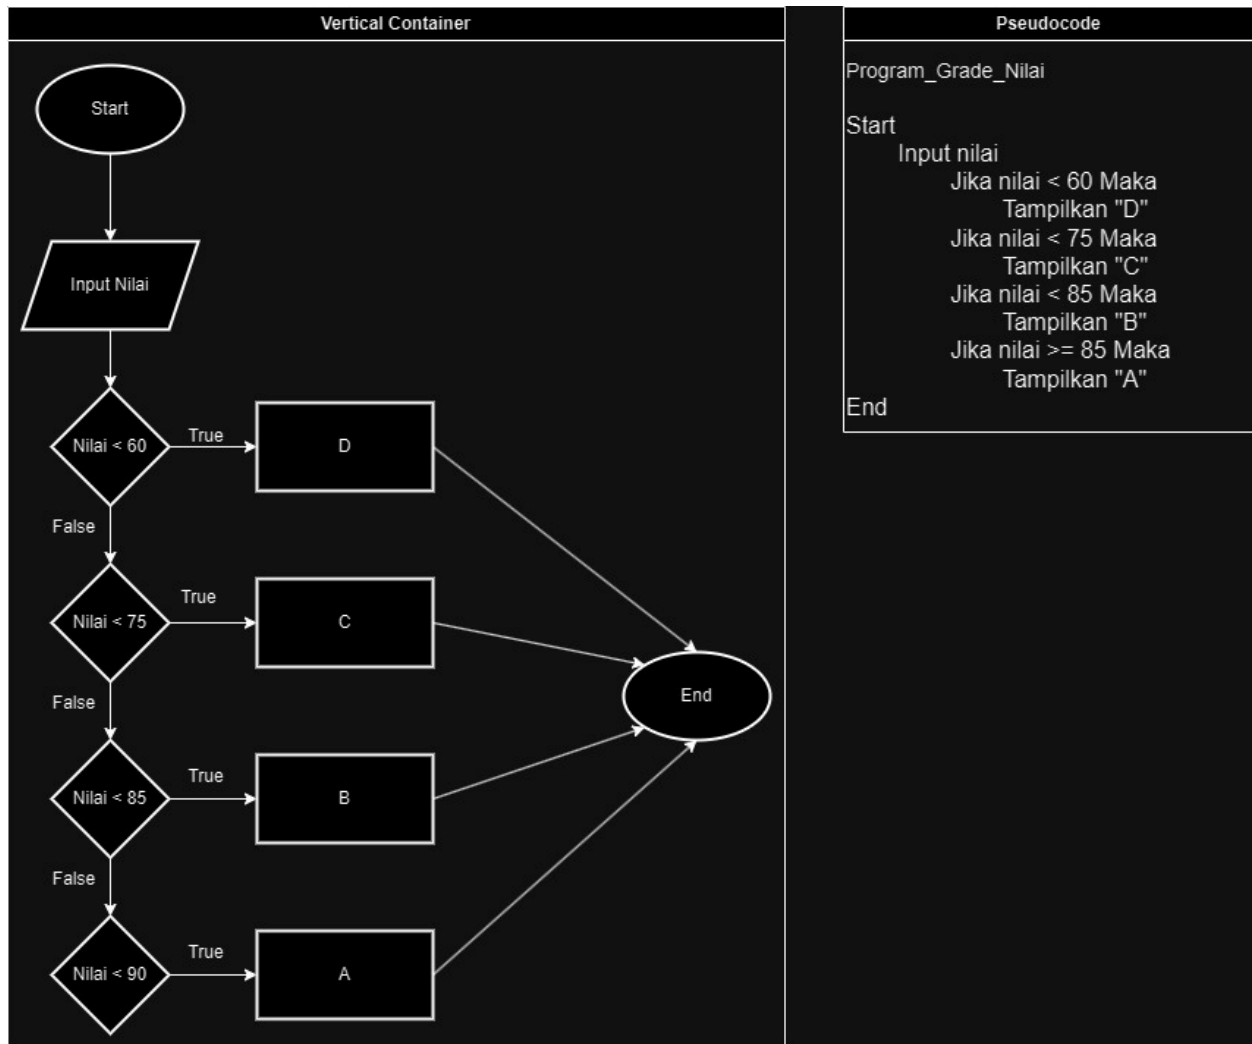 Vertical Container
Start
Input Nilai
Nilai < 60
True
D
False
Nilai < 75
True
C
False
Nilai < 85
True
B
False
Nilai < 90
True
A
End
Pseudocode
Program_Grade_Nilai
Start
Input nilai
Jika nilai < 60 Maka
Tampilkan "D"
Jika nilai < 75 Maka
Tampilkan "C"
Jika nilai < 85 Maka
Tampilkan "B"
Jika nilai >= 85 Maka
Tampilkan "A"
End